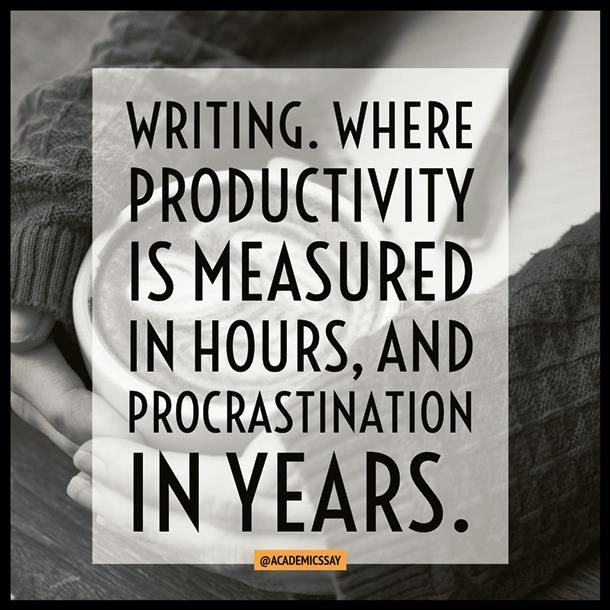 WRITING. WHERE
PRODUCTIVITY
IS MEASURED
IN HOURS, AND
PROCRASTINATION
IN YEARS.
@ACADEMICSSAY